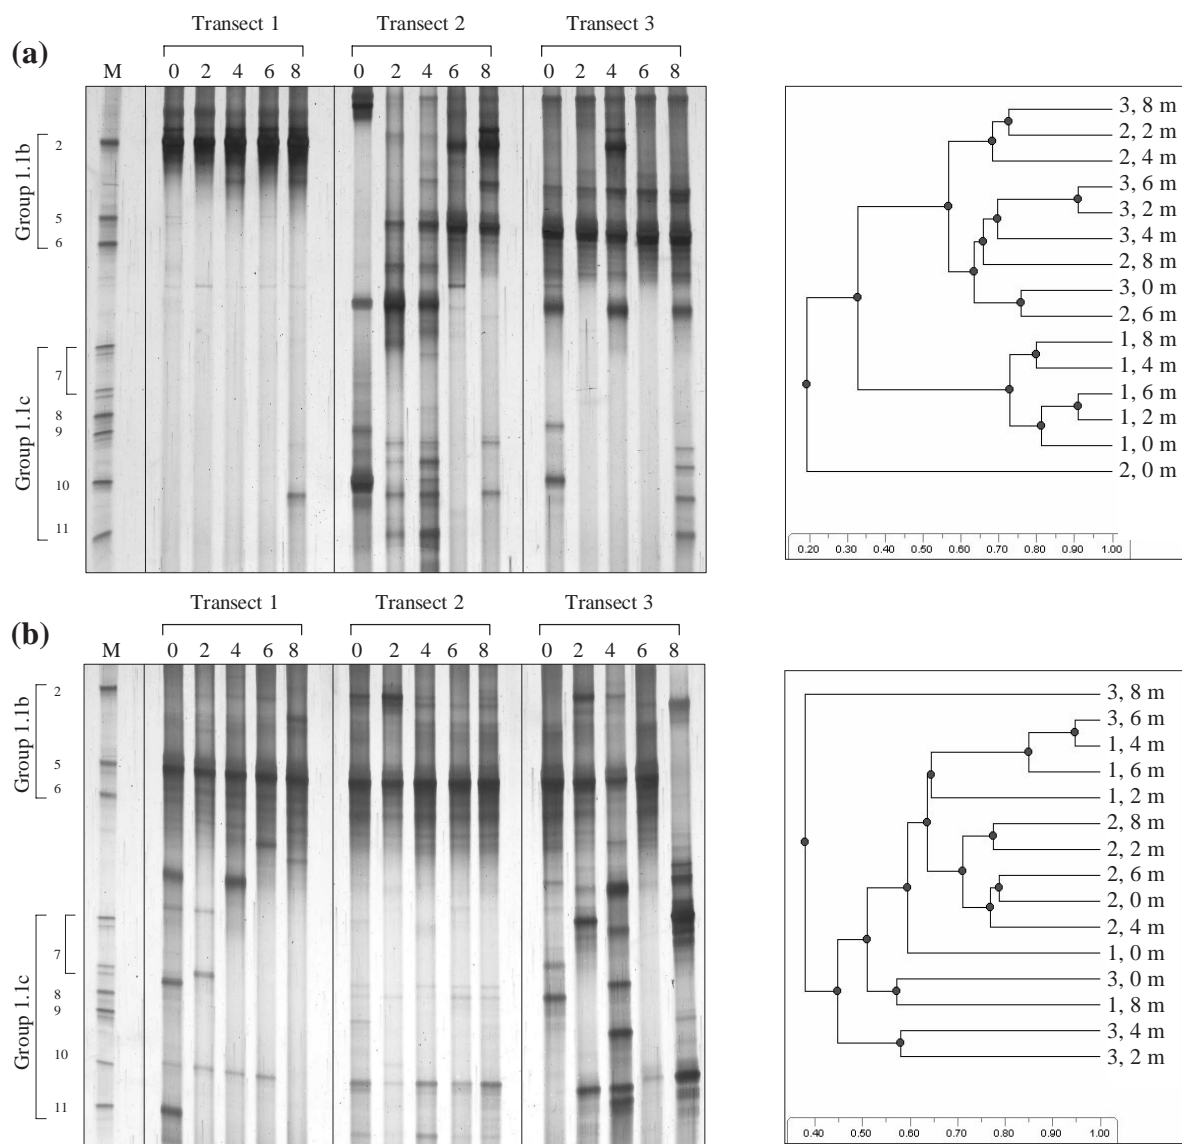 (a)
Transect 1
Transect 2
Transect 3
M 0 2 4 6 8 0 2 4 6 8 0 2 4 6 8
Group 1.1b
2
5
6
Group 1.1c
7
8
9
10
11
3, 8 m
2, 2 m
2, 4 m
3, 6 m
3, 2 m
3, 4 m
2, 8 m
3, 0 m
2, 6 m
1, 8 m
1, 4 m
1, 6 m
1, 2 m
1, 0 m
2, 0 m
0.20 0.30 0.40 0.50 0.60 0.70 0.80 0.90 1.00
(b)
Transect 1
Transect 2
Transect 3
M 0 2 4 6 8 0 2 4 6 8 0 2 4 6 8
Group 1.1b
2
5
6
Group 1.1c
7
8
9
10
11
3, 8 m
3, 6 m
1, 4 m
1, 6 m
1, 2 m
2, 8 m
2, 2 m
2, 6 m
2, 0 m
2, 4 m
1, 0 m
3, 0 m
1, 8 m
3, 4 m
3, 2 m
0.40 0.50 0.60 0.70 0.80 0.90 1.00